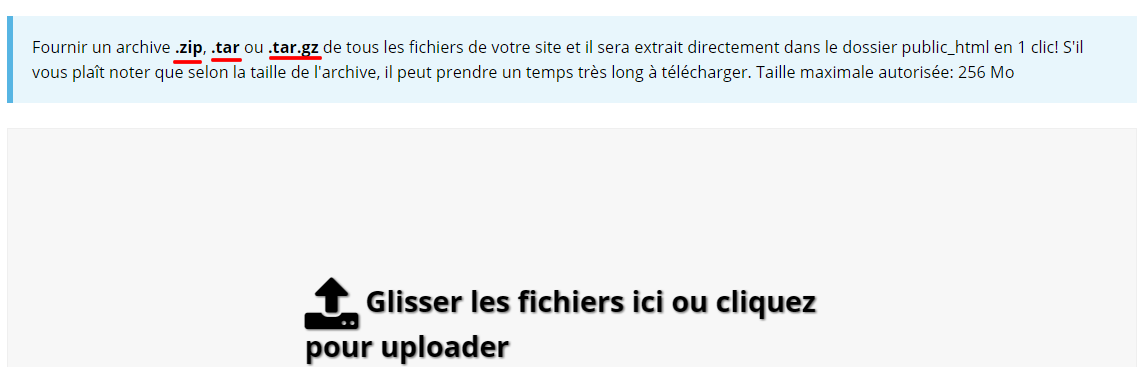 Fournir un archive .zip, .tar ou .tar.gz de tous les fichiers de votre site et il sera extrait directement dans le dossier public_html en 1 clic! S'il
vous plaît noter que selon la taille de l'archive, il peut prendre un temps très long à télécharger. Taille maximale autorisée: 256 Mo
Glisser les fichiers ici ou cliquez
pour uploader